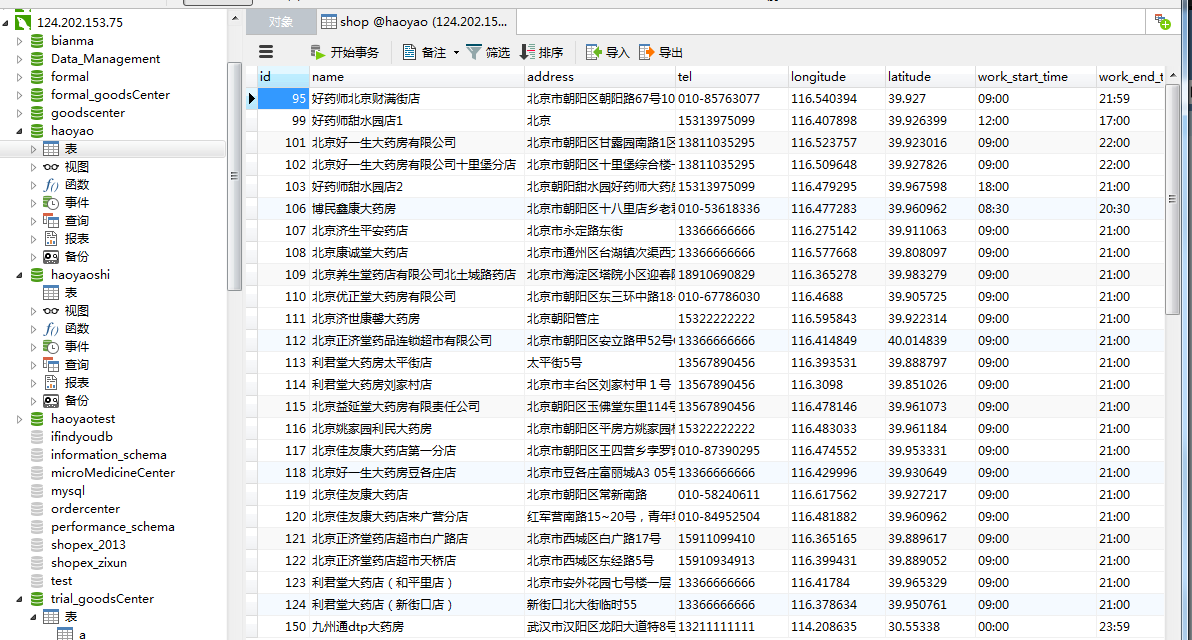 对象
shop @haoyao (124.202.15...
开始事务 备注 筛选 排序 导入 导出
124.202.153.75
bianma
Data_Management
formal
formal_goodsCenter
goodscenter
haoyao
表
视图
函数
事件
查询
报表
备份
haoyaoshi
表
视图
函数
事件
查询
报表
备份
haoyaotest
ifindyoudb
information_schema
microMedicineCenter
mysql
ordercenter
performance_schema
shopex_2013
shopex_zixun
test
trial_goodsCenter
表
a
id name address tel longitude latitude work_start_time work_end_t
95 好药师北京财满街店 北京市朝阳区朝阳路67号10 010-85763077 116.540394 39.927 09:00 21:59
99 好药师甜水园店1 北京 15313975099 116.407898 39.926399 12:00 17:00
101 北京好一生大药房有限公司 北京市朝阳区甘露园南路1区 13811035295 116.523757 39.923016 09:00 22:00
102 北京好一生大药房有限公司十里堡分店 北京市朝阳区十里堡综合楼 13811035295 116.509648 39.927826 09:00 22:00
103 好药师甜水园店2 北京朝阳甜水园好药师大药房 15313975099 116.479295 39.967598 18:00 21:00
106 博民鑫康大药房 北京市朝阳区十八里店乡老君 010-53618336 116.477283 39.960962 08:30 20:30
107 北京济生平安药店 北京市永定路东街 13366666666 116.275142 39.911063 09:00 21:00
108 北京康诚堂大药店 北京市通州区台湖镇次渠西 13366666666 116.577668 39.808097 09:00 21:00
109 北京养生堂药店有限公司北土城路药店 北京市海淀区塔院小区迎春 18910690829 116.365278 39.983279 09:00 21:00
110 北京优正堂大药房有限公司 北京市朝阳区东三环中路18 010-67786030 116.4688 39.905725 09:00 21:00
111 北京济世康馨大药房 北京朝阳管庄 15322222222 116.595843 39.922314 09:00 21:00
112 北京正济堂药品连锁超市有限公司 北京市朝阳区安立路甲52号 13366666666 116.414849 40.014839 09:00 21:00
113 利君堂大药房太平街店 太平街5号 13567890456 116.393531 39.888797 09:00 21:00
114 利君堂大药房刘家村店 北京市丰台区刘家村甲１号 13567890456 116.3098 39.851026 09:00 21:00
115 北京益延堂大药房有限责任公司 北京朝阳区玉佛堂东里114号 13567890456 116.478146 39.961073 09:00 21:00
116 北京姚家园利民大药房 北京市朝阳区平房方姚家园 15322222222 116.483033 39.961184 09:00 21:00
117 北京佳友康大药店第一分店 北京市朝阳区王四营乡孛罗 010-87390295 116.474552 39.953331 09:00 21:00
118 北京好一生大药房豆各庄店 北京市豆各庄富丽城A3 05号 13366666666 116.429996 39.930649 09:00 21:00
119 北京佳友康大药店 北京市朝阳区常新南路 010-58240611 116.617562 39.927217 09:00 21:00
120 北京佳友康大药店来广营分店 红军营南路15~20号，青年 010-84952504 116.481882 39.960962 09:00 21:00
121 北京正济堂药店超市白广路店 北京市西城区白广路17号 15911099410 116.365165 39.889617 09:00 21:00
122 北京正济堂药店超市天桥店 北京市西城区东经路5号 15910934913 116.399431 39.889052 09:00 21:00
123 利君堂大药店（和平里店） 北京市安外花园七号楼一层 13366666666 116.41784 39.965329 09:00 21:00
124 利君堂大药店（新街口店） 新街口北大街临时55 13366666666 116.378634 39.950761 09:00 21:00
150 九州通dtp大药房 武汉市汉阳区龙阳大道特8号 13211111111 114.208635 30.55338 00:00 23:59